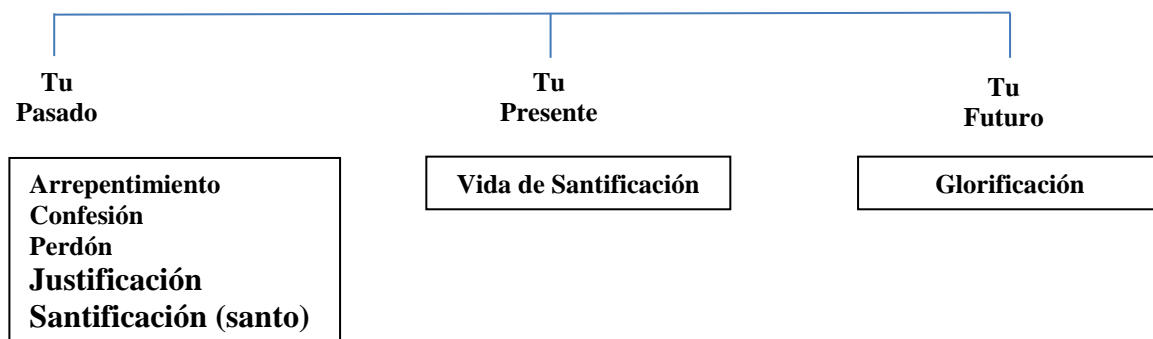 Tu
Pasado
Tu
Presente
Tu
Futuro
Arrepentimiento
Confesión
Perdón
Justificación
Santificación (santo)
Vida de Santificación
Glorificación